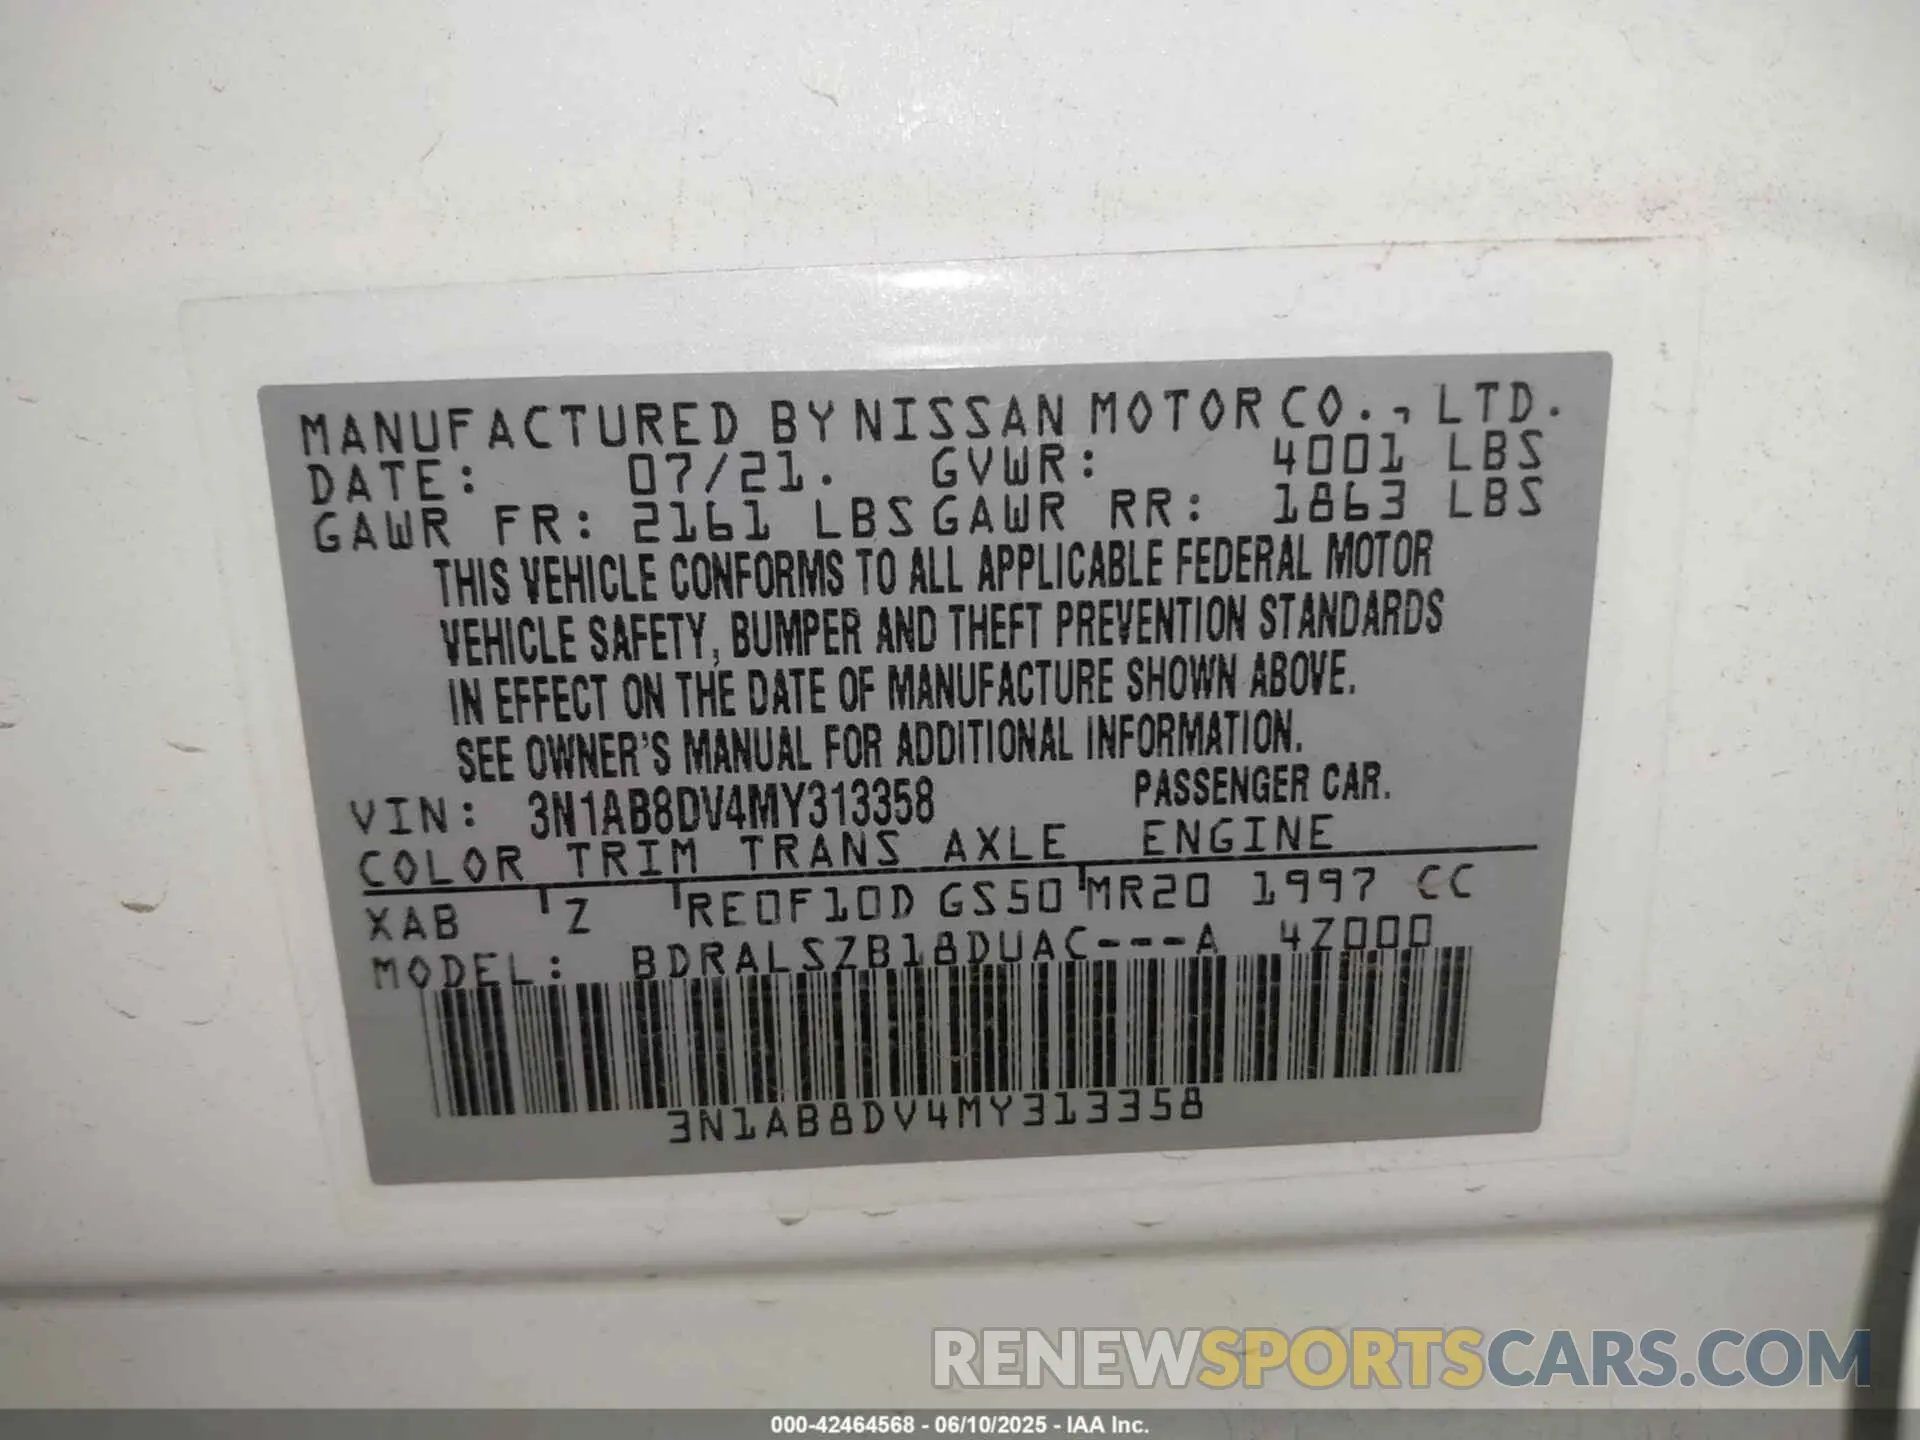 MANUFACTURED BY NISSAN MOTOR CO., LTD.
DATE: 07/21. GVWR: 4001 LBS
GAWR FR: 2161 LBS GAWR RR: 1863 LBS
THIS VEHICLE CONFORMS TO ALL APPLICABLE FEDERAL MOTOR
VEHICLE SAFETY, BUMPER AND THEFT PREVENTION STANDARDS
IN EFFECT ON THE DATE OF MANUFACTURE SHOWN ABOVE.
SEE OWNER'S MANUAL FOR ADDITIONAL INFORMATION.
VIN: 3N1AB8DV4MY313358 PASSENGER CAR.
COLOR TRIM TRANS AXLE ENGINE
XAB Z RE0F10D GS50 MR20 1997 CC
MODEL: BDRALSZB18DUAC---A 4Z000
3N1AB8DV4MY313358
RENEWSPORTSCARS.COM
000-42464568 - 06/10/2025 - IAA Inc.